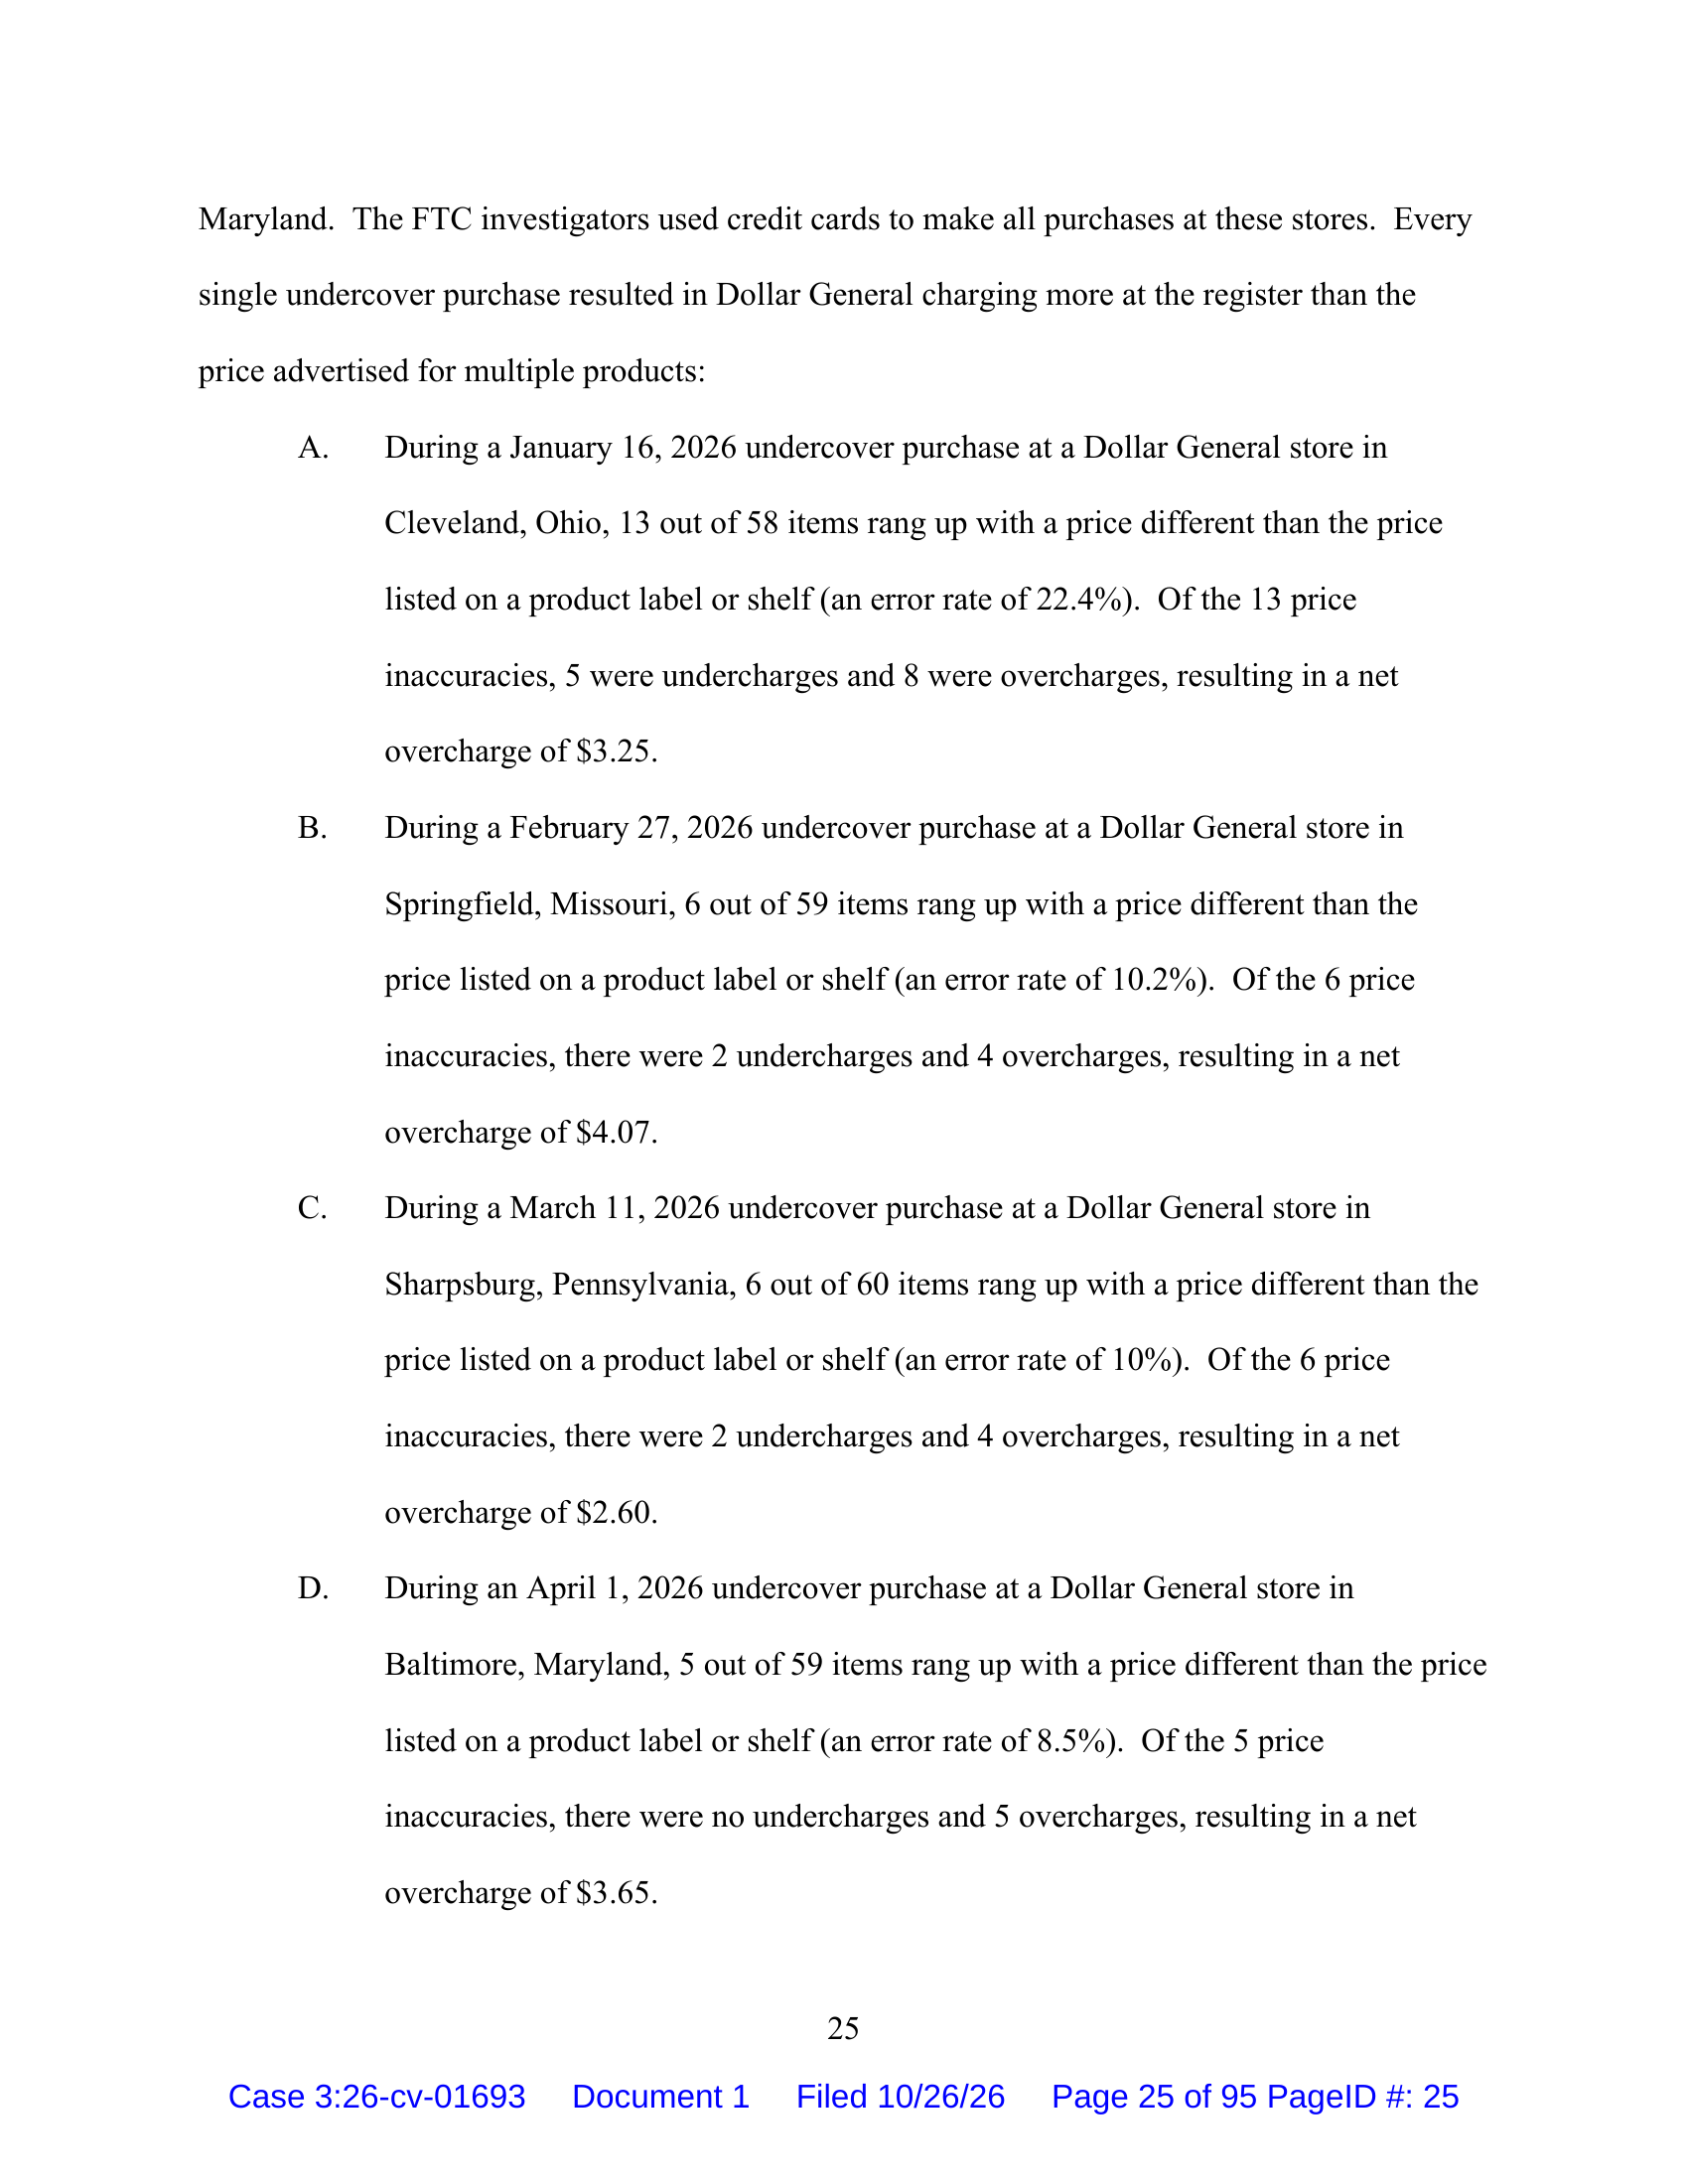 Maryland.  The FTC investigators used credit cards to make all purchases at these stores.  Every
single undercover purchase resulted in Dollar General charging more at the register than the
price advertised for multiple products:
A. During a January 16, 2026 undercover purchase at a Dollar General store in
Cleveland, Ohio, 13 out of 58 items rang up with a price different than the price
listed on a product label or shelf (an error rate of 22.4%).  Of the 13 price
inaccuracies, 5 were undercharges and 8 were overcharges, resulting in a net
overcharge of $3.25.
B. During a February 27, 2026 undercover purchase at a Dollar General store in
Springfield, Missouri, 6 out of 59 items rang up with a price different than the
price listed on a product label or shelf (an error rate of 10.2%).  Of the 6 price
inaccuracies, there were 2 undercharges and 4 overcharges, resulting in a net
overcharge of $4.07.
C. During a March 11, 2026 undercover purchase at a Dollar General store in
Sharpsburg, Pennsylvania, 6 out of 60 items rang up with a price different than the
price listed on a product label or shelf (an error rate of 10%).  Of the 6 price
inaccuracies, there were 2 undercharges and 4 overcharges, resulting in a net
overcharge of $2.60.
D. During an April 1, 2026 undercover purchase at a Dollar General store in
Baltimore, Maryland, 5 out of 59 items rang up with a price different than the price
listed on a product label or shelf (an error rate of 8.5%).  Of the 5 price
inaccuracies, there were no undercharges and 5 overcharges, resulting in a net
overcharge of $3.65.
25
Case 3:26-cv-01693 Document 1 Filed 10/26/26 Page 25 of 95 PageID #: 25